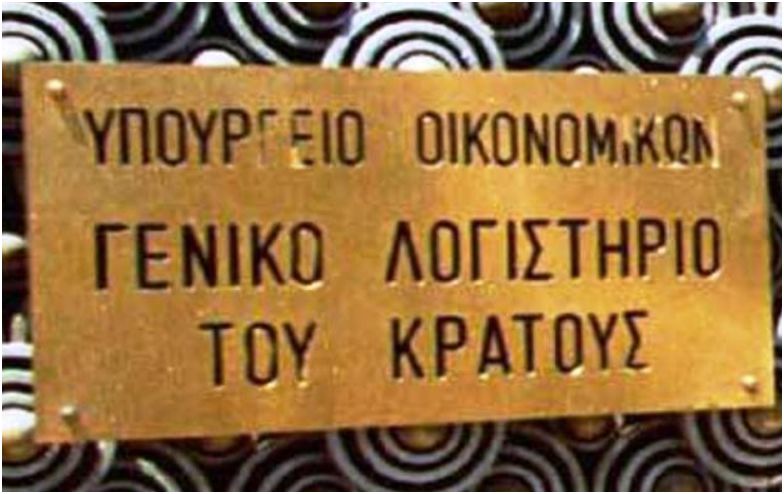 ΥΠΟΥΡΓΕΙΟ ΟΙΚΟΝΟΜΙΚΩΝ
ΓΕΝΙΚΟ ΛΟΓΙΣΤΗΡΙΟ
ΤΟΥ ΚΡΑΤΟΥΣ